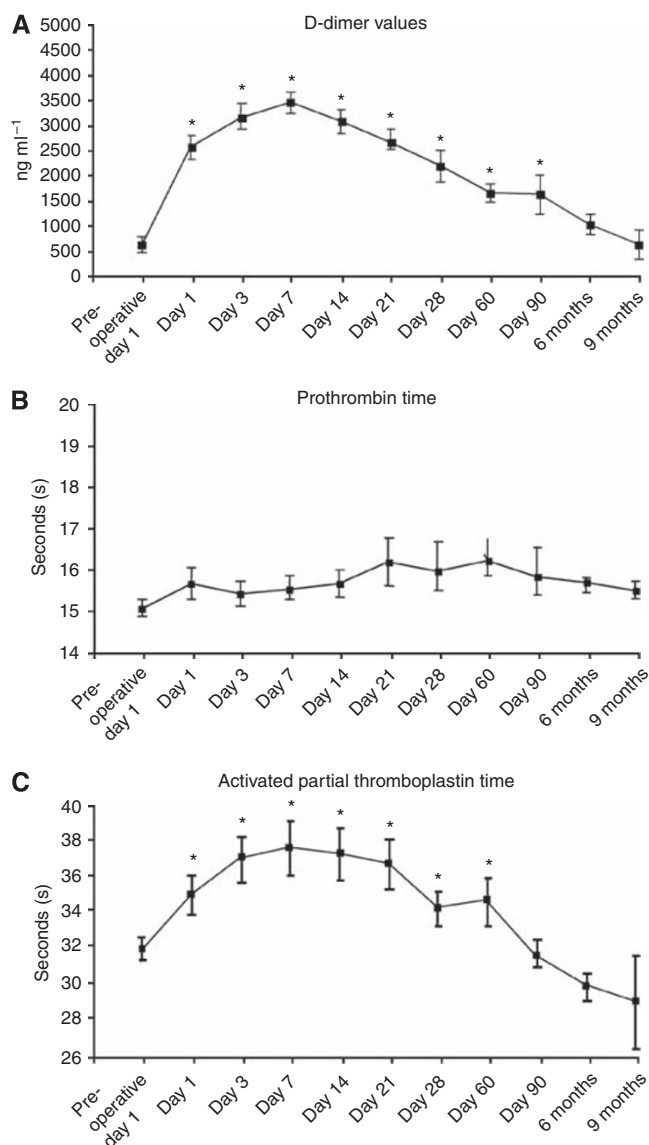 A
D-dimer values
ng ml⁻¹
5000
4500
4000
3500
3000
2500
2000
1500
1000
500
0
* * * * * * * *
Pre-
operative
day 1
Day 1
Day 3
Day 7
Day 14
Day 21
Day 28
Day 60
Day 90
6 months
9 months
B
Prothrombin time
Seconds (s)
20
19
18
17
16
15
14
Pre-
operative
day 1
Day 1
Day 3
Day 7
Day 14
Day 21
Day 28
Day 60
Day 90
6 months
9 months
C
Activated partial thromboplastin time
Seconds (s)
40
38
36
34
32
30
28
26
* * * * * * *
Pre-
operative
day 1
Day 1
Day 3
Day 7
Day 14
Day 21
Day 28
Day 60
Day 90
6 months
9 months